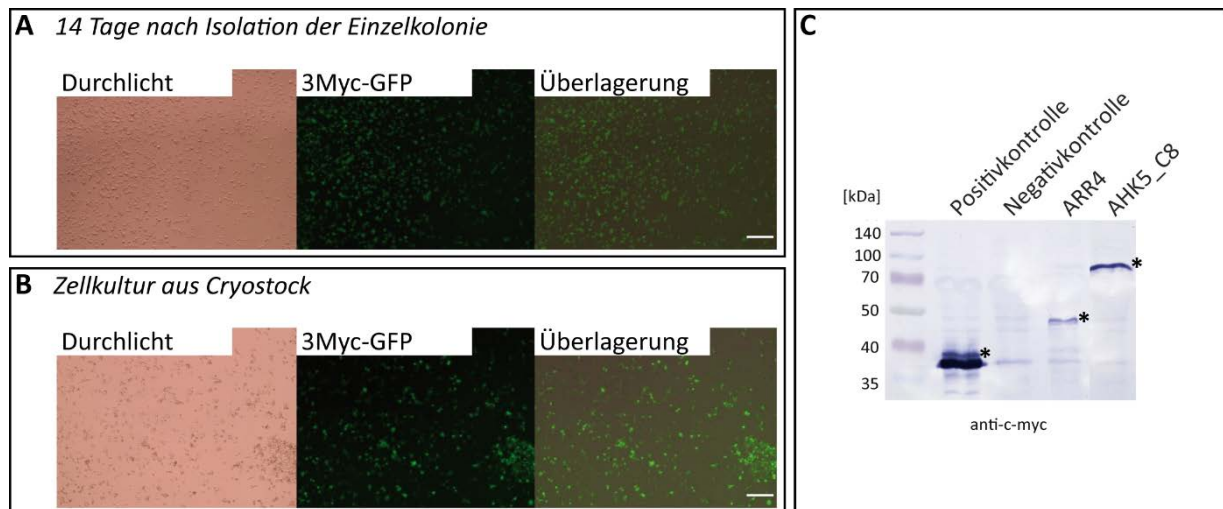 A 14 Tage nach Isolation der Einzelkolonie
Durchlicht 3Myc-GFP Überlagerung
B Zellkultur aus Cryostock
Durchlicht 3Myc-GFP Überlagerung
C
Positivkontrolle
Negativkontrolle
ARR4
AHK5_C8
[kDa]
140
100
70
50
40
35
*
*
*
anti-c-myc